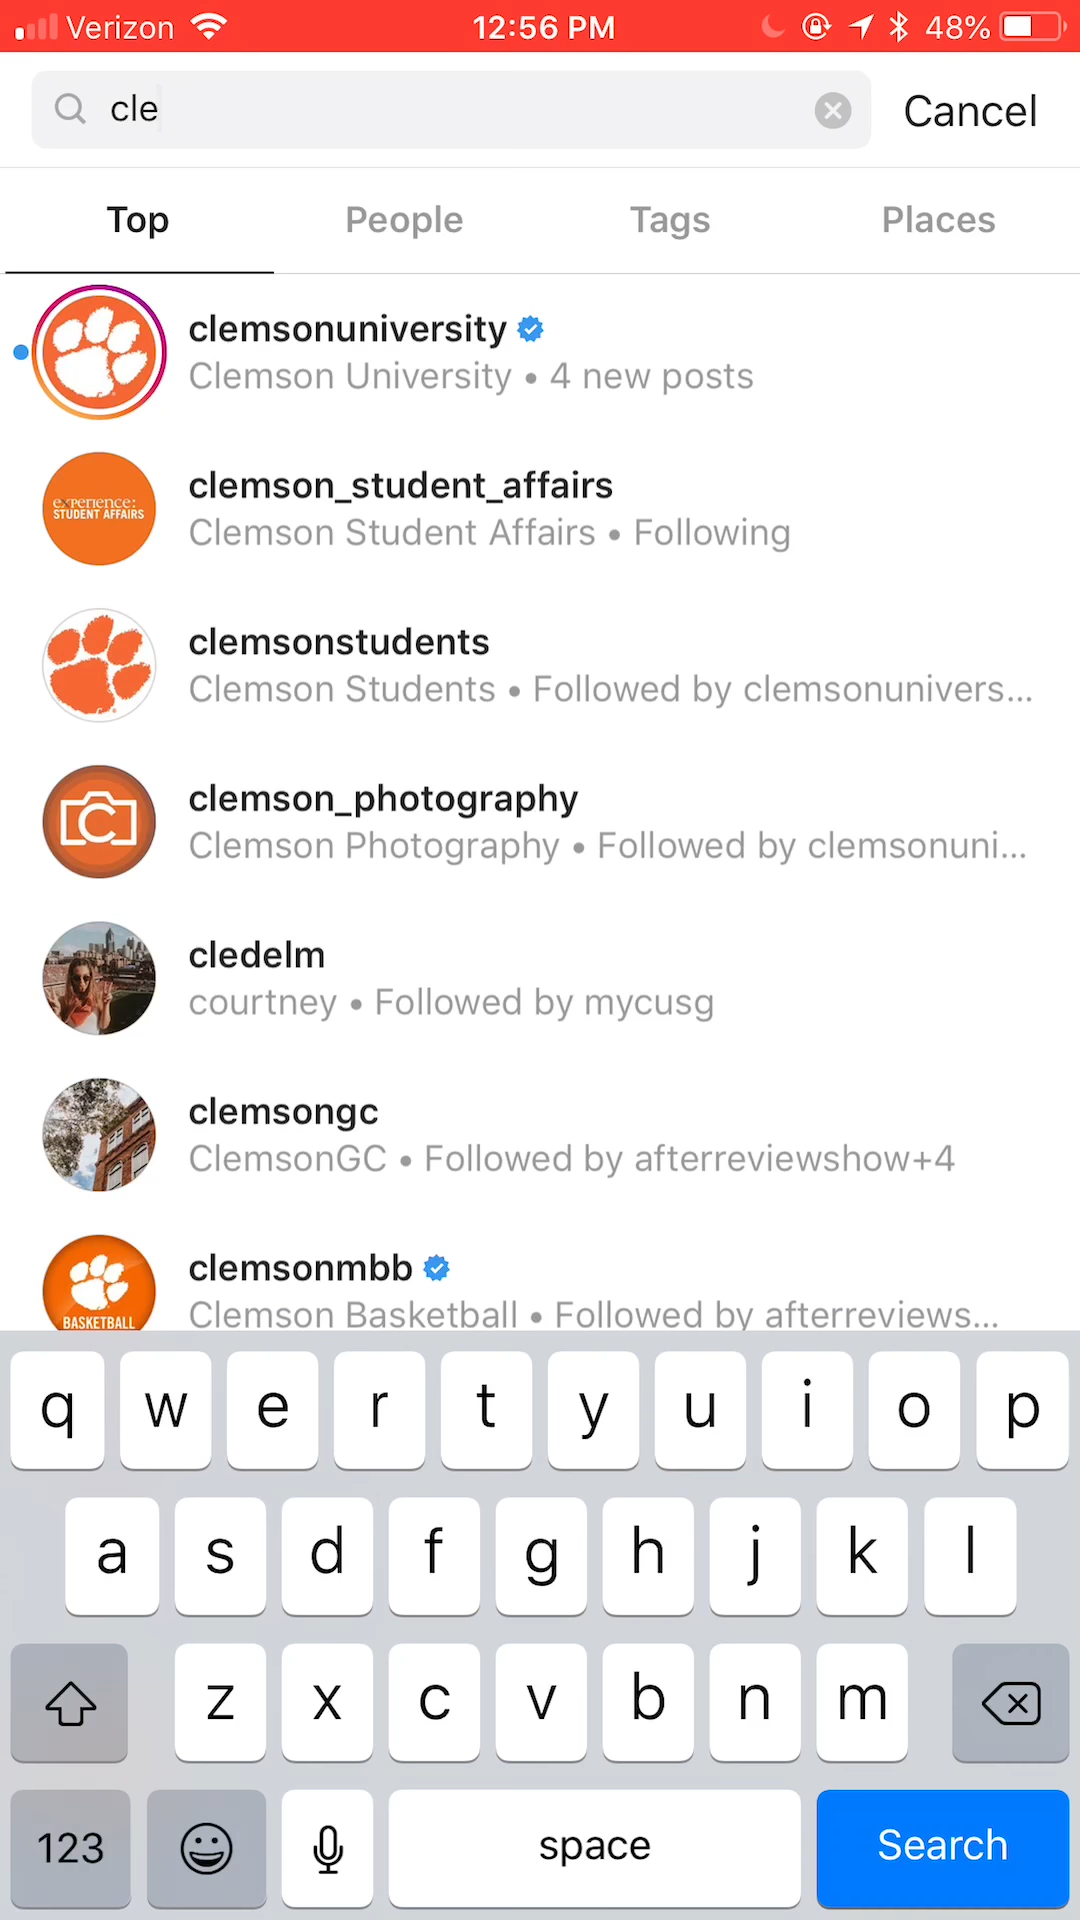 Verizon 12:56 PM 48%
cle Cancel
Top People Tags Places
clemsonuniversity
Clemson University • 4 new posts
experience:
STUDENT AFFAIRS
clemson_student_affairs
Clemson Student Affairs • Following
clemsonstudents
Clemson Students • Followed by clemsonunivers...
C
clemson_photography
Clemson Photography • Followed by clemsonuni...
cledelm
courtney • Followed by mycusg
clemsongc
ClemsonGC • Followed by afterreviewshow+4
BASKETBALL
clemsonmbb
Clemson Basketball • Followed by afterreviews...
q w e r t y u i o p
a s d f g h j k l
z x c v b n m
123 space Search